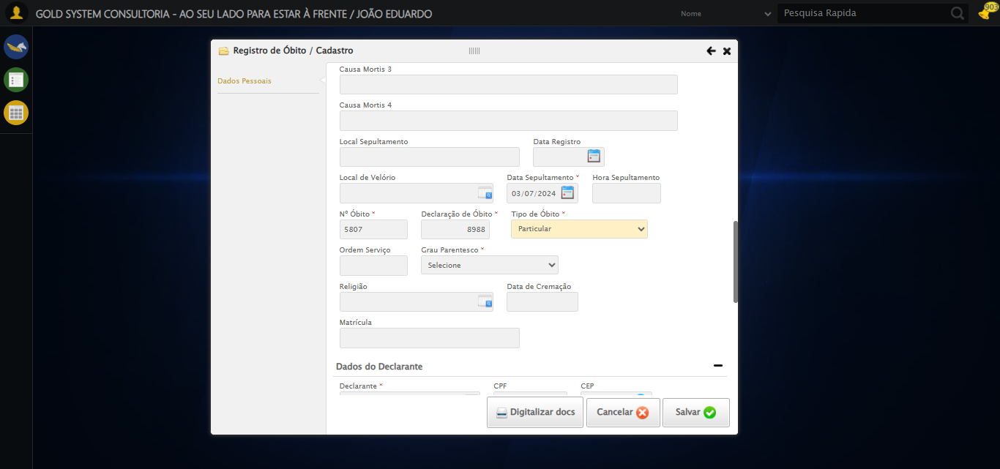 GOLD SYSTEM CONSULTORIA - AO SEU LADO PARA ESTAR À FRENTE / JOÃO EDUARDO
Nome
Pesquisa Rapida
903
Registro de Óbito / Cadastro
Dados Pessoais
Causa Mortis 3
Causa Mortis 4
Local Sepultamento Data Registro
Local de Velório Data Sepultamento * Hora Sepultamento
03/07/2024
Nº Óbito * Declaração de Óbito * Tipo de Óbito *
5807 8988 Particular
Ordem Serviço Grau Parentesco *
Selecione
Religião Data de Cremação
Matrícula
Dados do Declarante
Declarante * CPF CEP
Digitalizar docs Cancelar Salvar